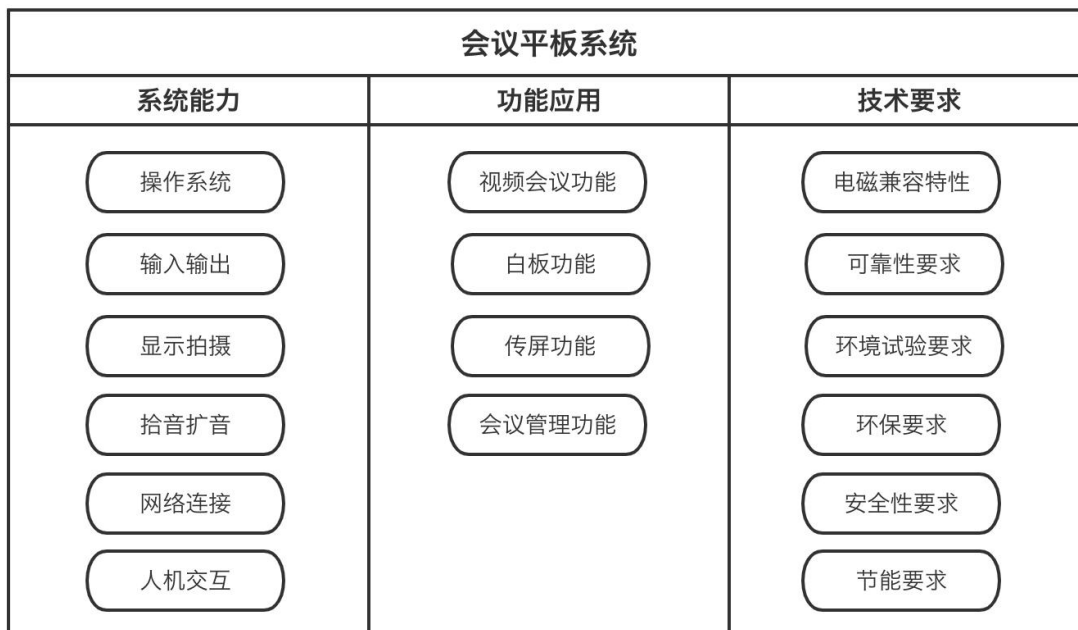 会议平板系统
系统能力
功能应用
技术要求
操作系统
视频会议功能
电磁兼容特性
输入输出
白板功能
可靠性要求
显示拍摄
传屏功能
环境试验要求
拾音扩音
会议管理功能
环保要求
网络连接
安全性要求
人机交互
节能要求